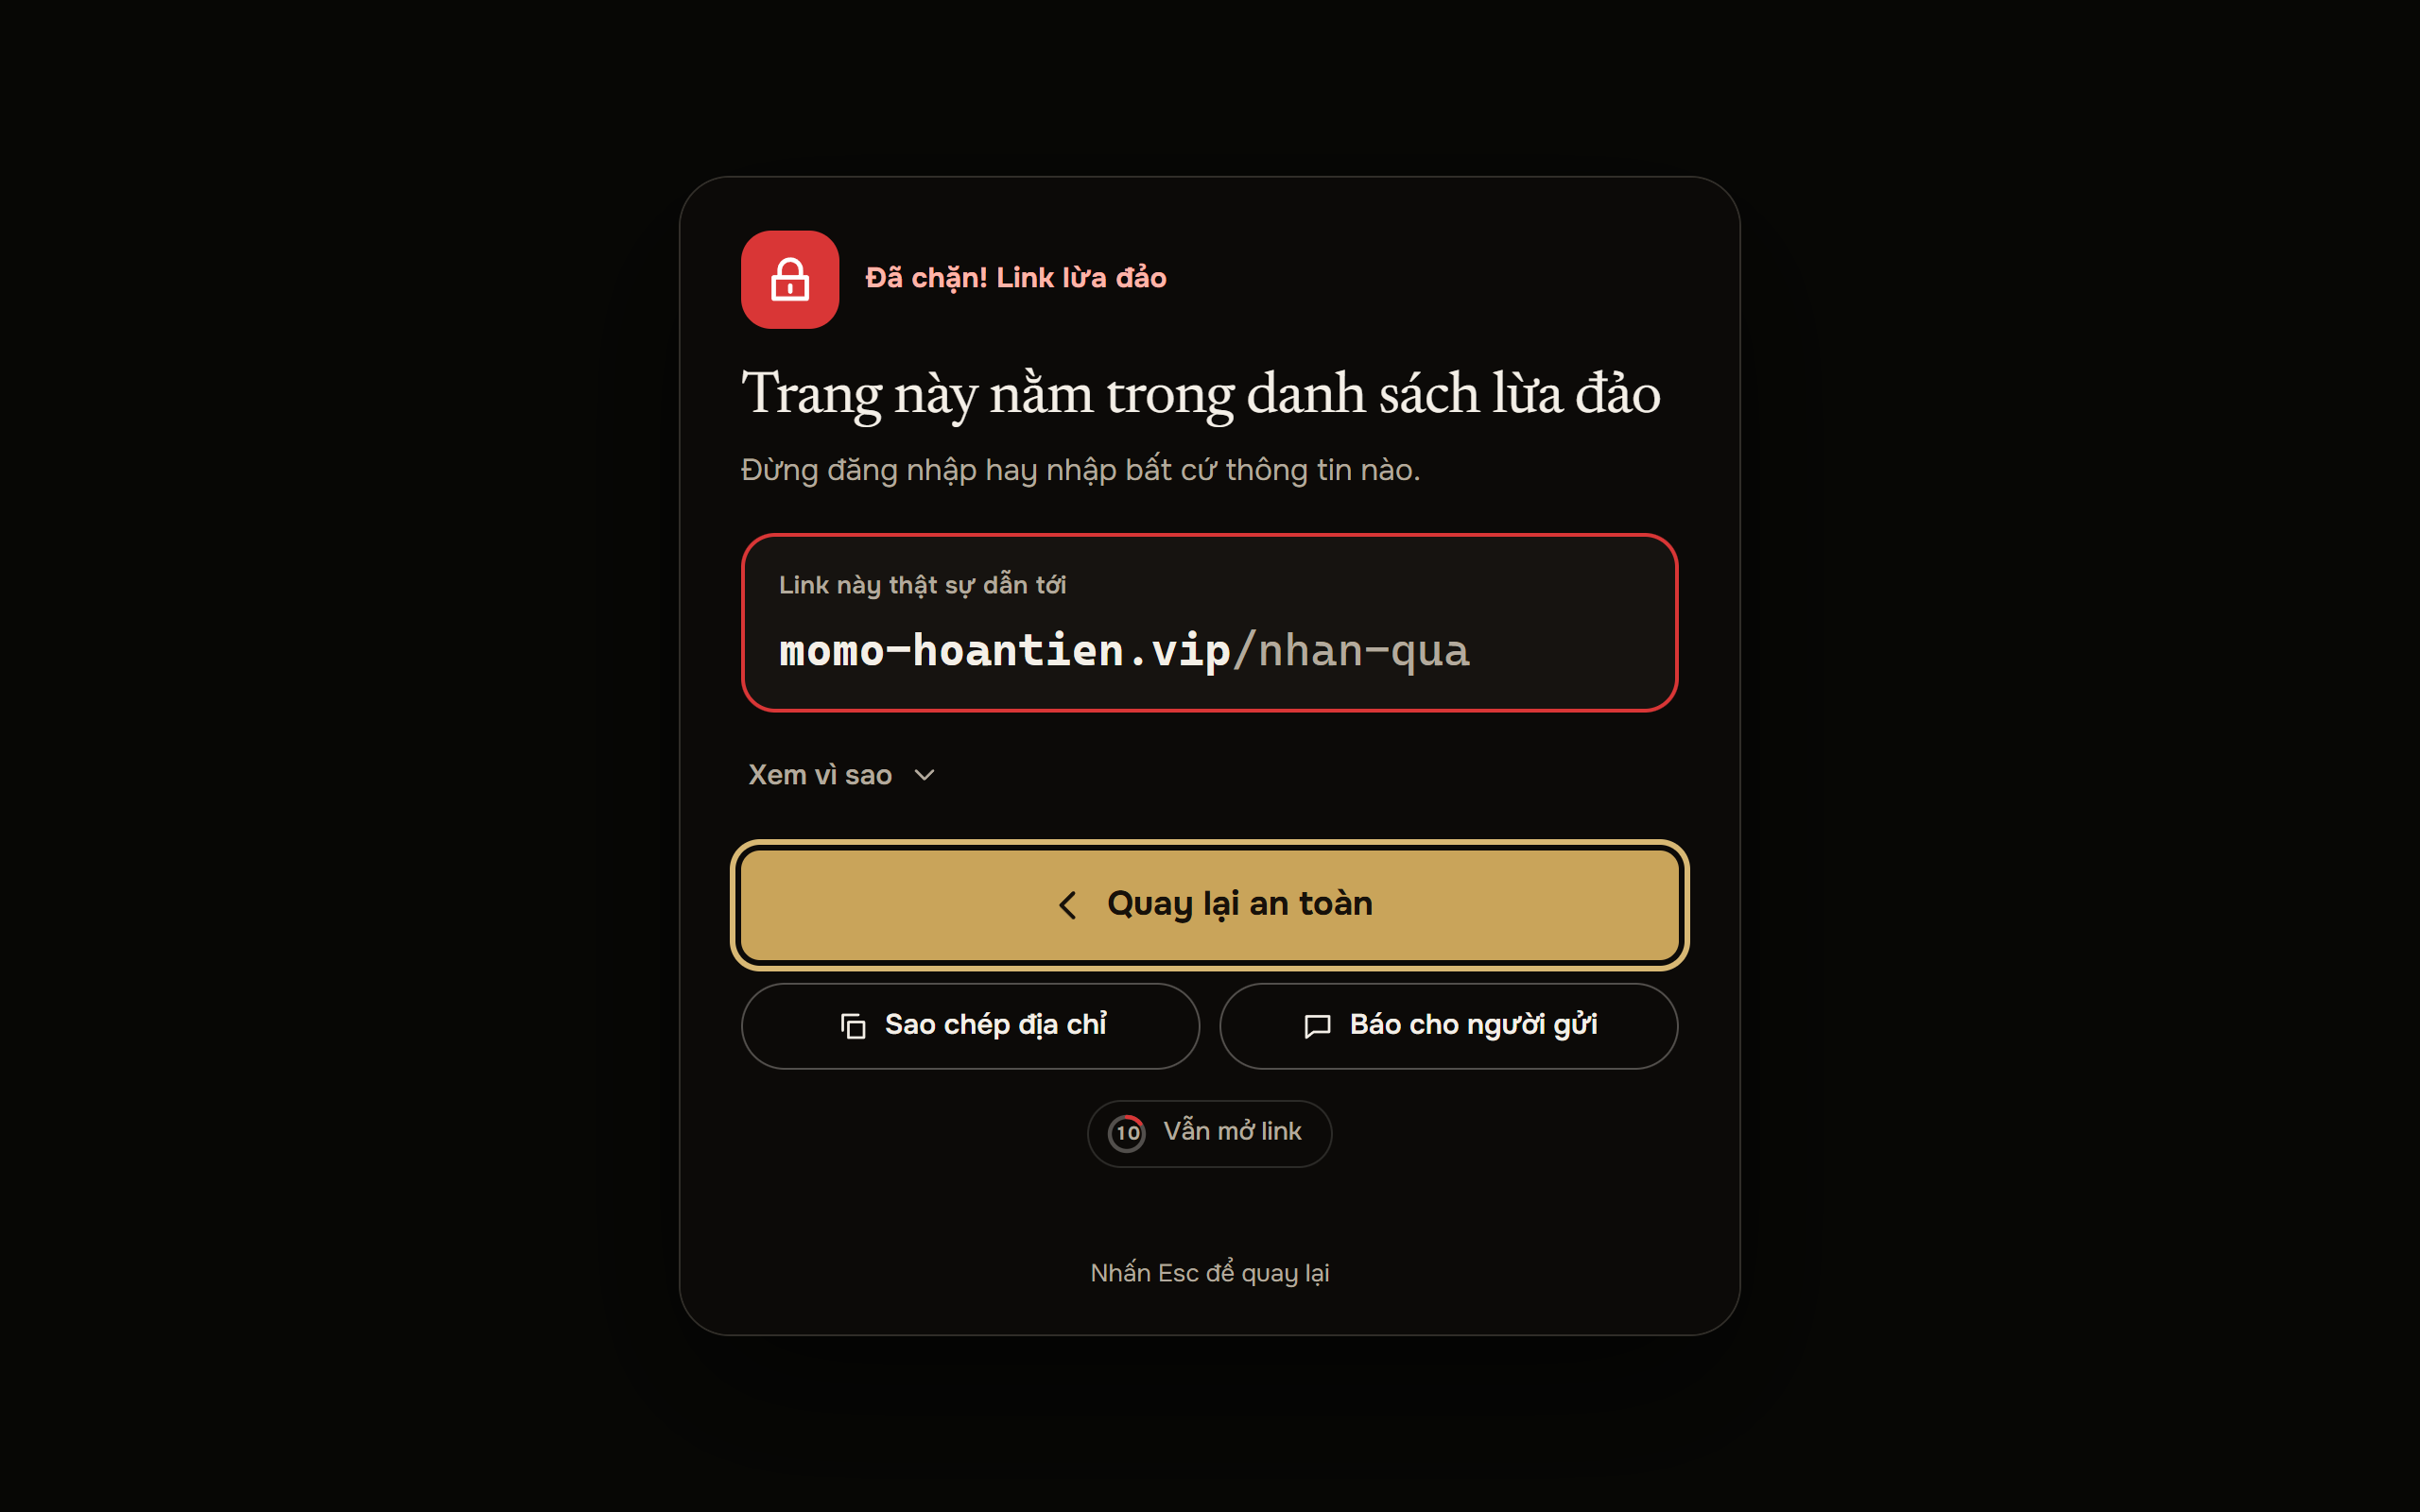 Đã chặn! Link lừa đảo
Trang này nằm trong danh sách lừa đảo
Đừng đăng nhập hay nhập bất cứ thông tin nào.
Link này thật sự dẫn tới
momo-hoantien.vip/nhan-qua
Xem vì sao
Quay lại an toàn
Sao chép địa chỉ
Báo cho người gửi
10 Vẫn mở link
Nhấn Esc để quay lại